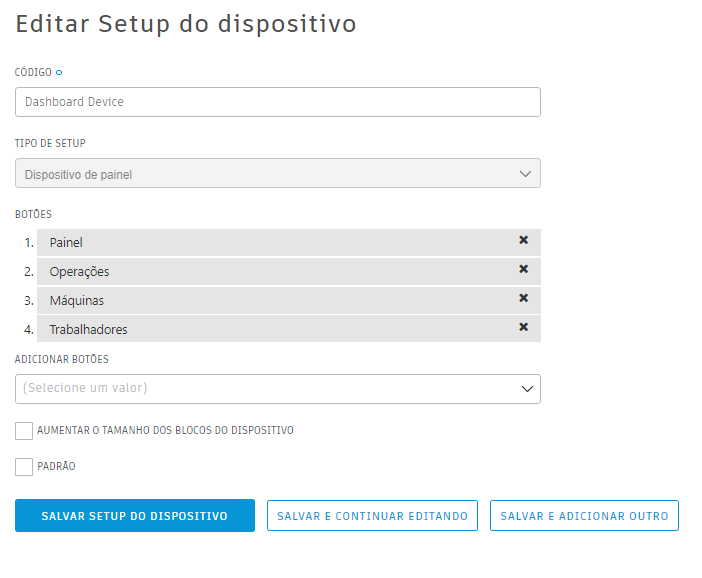 Editar Setup do dispositivo
CÓDIGO
Dashboard Device
TIPO DE SETUP
Dispositivo de painel
BOTÕES
1. Painel
2. Operações
3. Máquinas
4. Trabalhadores
ADICIONAR BOTÕES
(Selecione um valor)
AUMENTAR O TAMANHO DOS BLOCOS DO DISPOSITIVO
PADRÃO
SALVAR SETUP DO DISPOSITIVO SALVAR E CONTINUAR EDITANDO SALVAR E ADICIONAR OUTRO